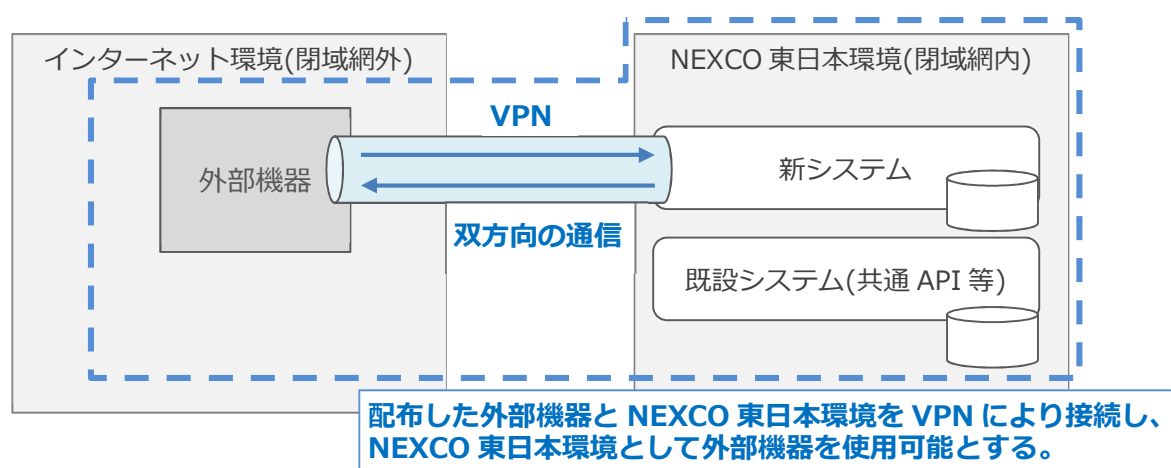 インターネット環境(閉域網外)
NEXCO 東日本環境(閉域網内)
VPN
外部機器
新システム
双方向の通信
既設システム(共通 API 等)
配布した外部機器と NEXCO 東日本環境を VPN により接続し、
NEXCO 東日本環境として外部機器を使用可能とする。